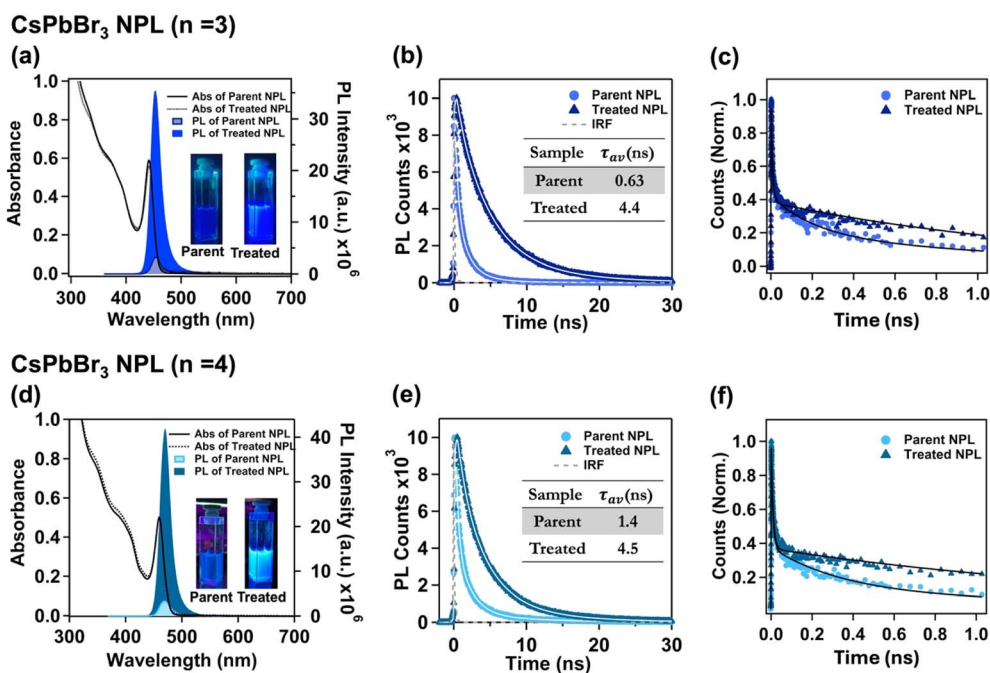 CsPbBr₃ NPL (n =3)
(a)
Absorbance
1.0
0.8
0.6
0.4
0.2
0.0
300 400 500 600 700
Wavelength (nm)
Abs of Parent NPL
Abs of Treated NPL
PL of Parent NPL
PL of Treated NPL
Parent Treated
30
20
10
0
PL Intensity (a.u.) x10⁶
(b)
PL Counts x10³
10
8
6
4
2
0
0 10 20 30
Time (ns)
Parent NPL
Treated NPL
IRF
Sample τav(ns)
Parent 0.63
Treated 4.4
(c)
Counts (Norm.)
1.0
0.8
0.6
0.4
0.2
0.0
0.0 0.2 0.4 0.6 0.8 1.0
Time (ns)
Parent NPL
Treated NPL
CsPbBr₃ NPL (n =4)
(d)
Absorbance
1.0
0.8
0.6
0.4
0.2
0.0
300 400 500 600 700
Wavelength (nm)
Abs of Parent NPL
Abs of Treated NPL
PL of Parent NPL
PL of Treated NPL
Parent Treated
40
30
20
10
0
PL Intensity (a.u.) x10⁶
(e)
PL Counts x10³
10
8
6
4
2
0
0 10 20 30
Time (ns)
Parent NPL
Treated NPL
IRF
Sample τav(ns)
Parent 1.4
Treated 4.5
(f)
Counts (Norm.)
1.0
0.8
0.6
0.4
0.2
0.0 0.2 0.4 0.6 0.8 1.0
Time (ns)
Parent NPL
Treated NPL